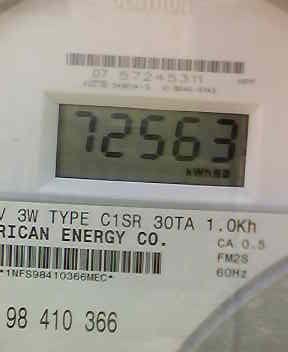 07 57245311
72563
kWh
V 3W TYPE C1SR 30TA 1.0Kh
RICAN ENERGY CO.
CA 0.5
FM2S
60Hz
*1NFS98410366MEC*
98 410 366